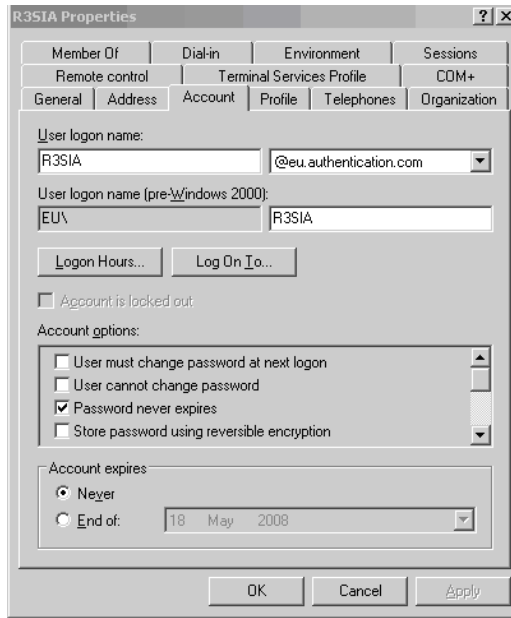 R3SIA Properties
Member Of Dial-in Environment Sessions
Remote control Terminal Services Profile COM+
General Address Account Profile Telephones Organization
User logon name:
R3SIA @eu.authentication.com
User logon name (pre-Windows 2000):
EU\ R3SIA
Logon Hours... Log On To...
Account is locked out
Account options:
User must change password at next logon
User cannot change password
Password never expires
Store password using reversible encryption
Account expires
Never
End of: 18 May 2008
OK Cancel Apply